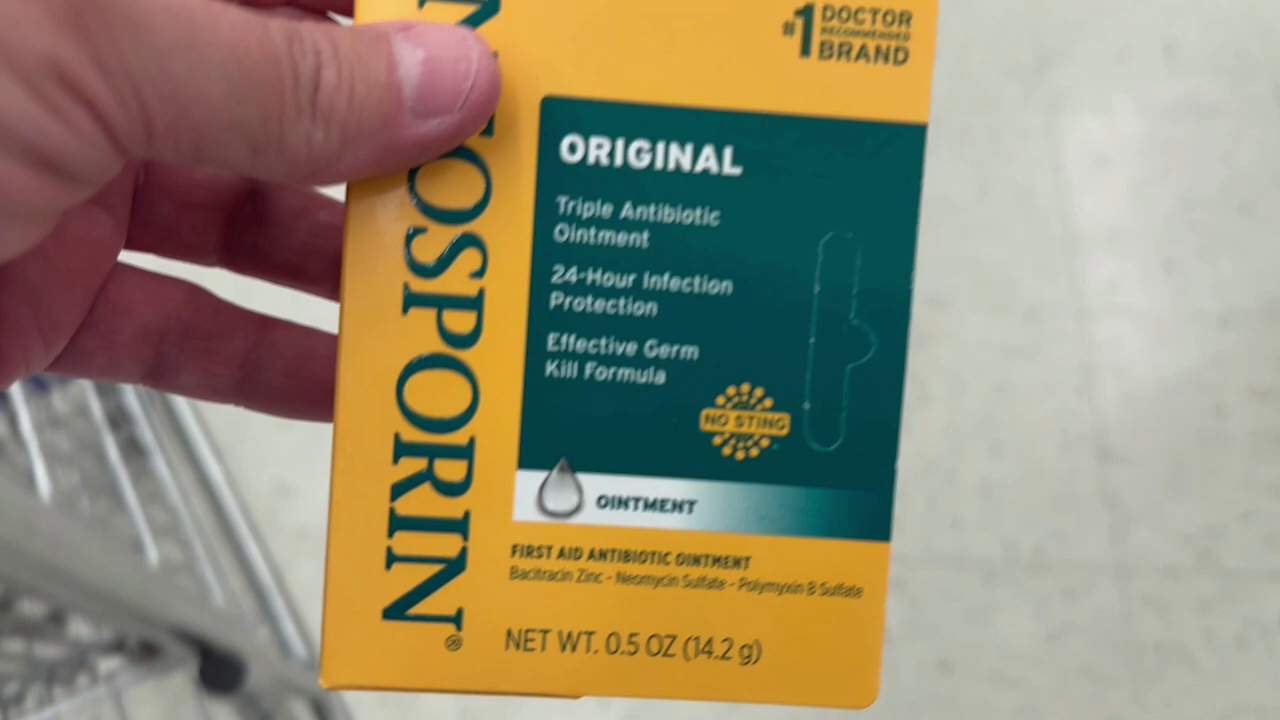 #1 DOCTOR
RECOMMENDED
BRAND
NEOSPORIN®
ORIGINAL
Triple Antibiotic
Ointment
24-Hour Infection
Protection
Effective Germ
Kill Formula
NO STING
OINTMENT
FIRST AID ANTIBIOTIC OINTMENT
Bacitracin Zinc - Neomycin Sulfate - Polymyxin B Sulfate
NET WT. 0.5 OZ (14.2 g)